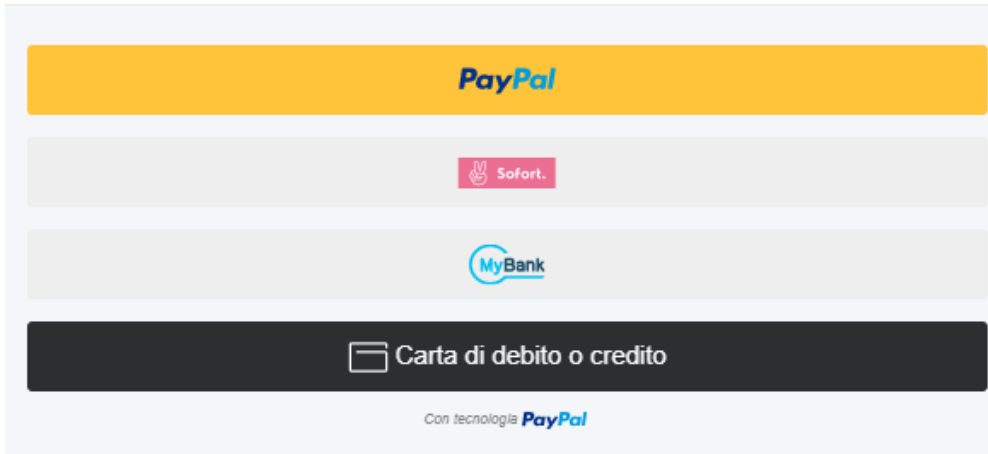 PayPal
Sofort.
MyBank
Carta di debito o credito
Con tecnologia PayPal